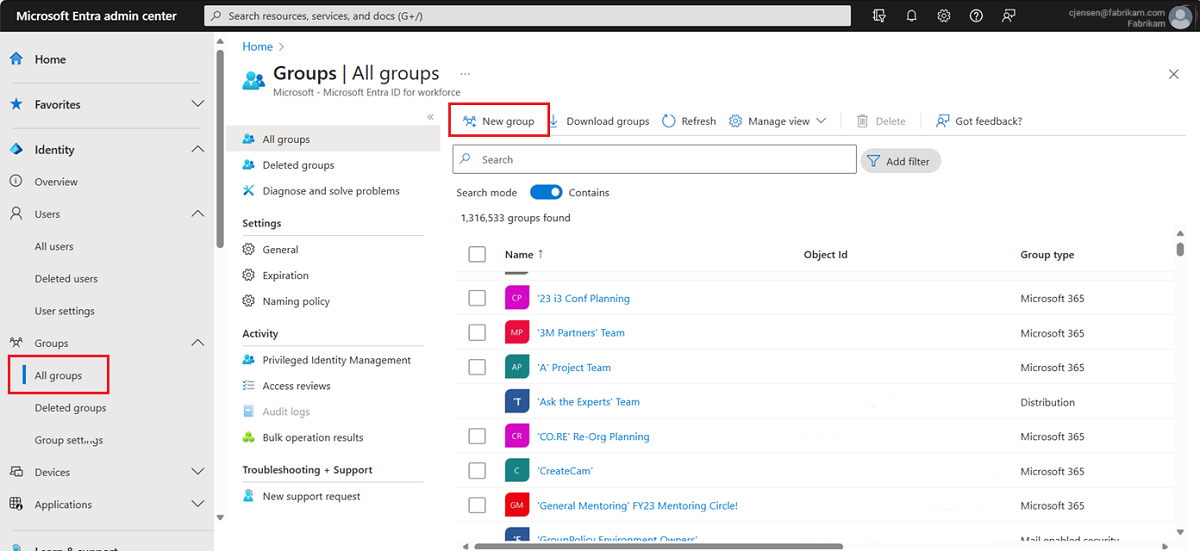 Microsoft Entra admin center
Search resources, services, and docs (G+/)
cjensen@fabrikam.com
Fabrikam
Home
Favorites
Identity
Overview
Users
All users
Deleted users
User settings
Groups
All groups
Deleted groups
Group settings
Devices
Applications
Learn & support
Home
Groups | All groups
Microsoft - Microsoft Entra ID for workforce
All groups
Deleted groups
Diagnose and solve problems
Settings
General
Expiration
Naming policy
Activity
Privileged Identity Management
Access reviews
Audit logs
Bulk operation results
Troubleshooting + Support
New support request
New group Download groups Refresh Manage view Delete Got feedback?
Search Add filter
Search mode Contains
1,316,533 groups found
Name ↑ Object Id Group type
CP '23 i3 Conf Planning Microsoft 365
MP '3M Partners' Team Microsoft 365
AP 'A' Project Team Microsoft 365
'T 'Ask the Experts' Team Distribution
CR 'CO.RE' Re-Org Planning Microsoft 365
C 'CreateCam' Microsoft 365
GM 'General Mentoring' FY23 Mentoring Circle! Microsoft 365
'E 'GroupPolicy Environment Owners' Mail enabled security